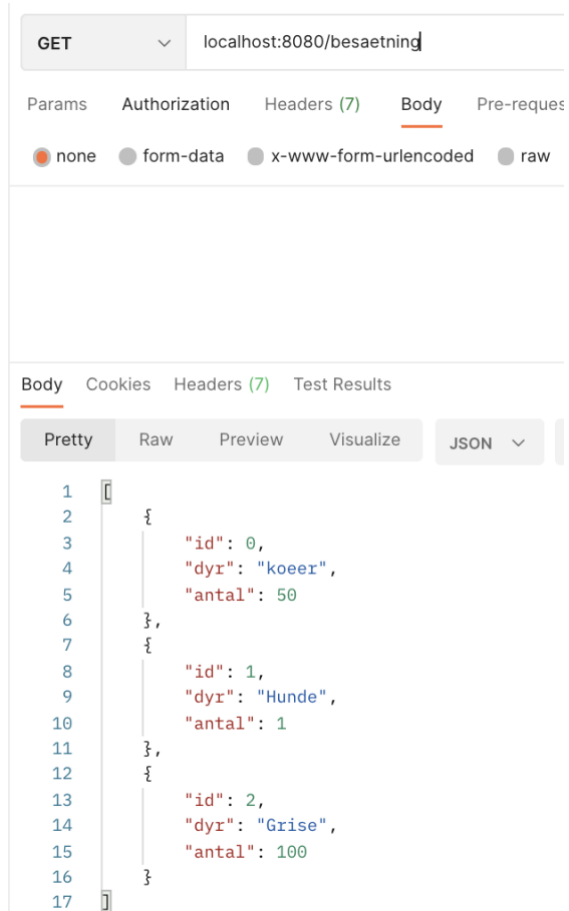 GET localhost:8080/besaetning
Params Authorization Headers (7) Body Pre-reques
none form-data x-www-form-urlencoded raw
Body Cookies Headers (7) Test Results
Pretty Raw Preview Visualize JSON
1 [
2 {
3 "id": 0,
4 "dyr": "koeer",
5 "antal": 50
6 },
7 {
8 "id": 1,
9 "dyr": "Hunde",
10 "antal": 1
11 },
12 {
13 "id": 2,
14 "dyr": "Grise",
15 "antal": 100
16 }
17 ]